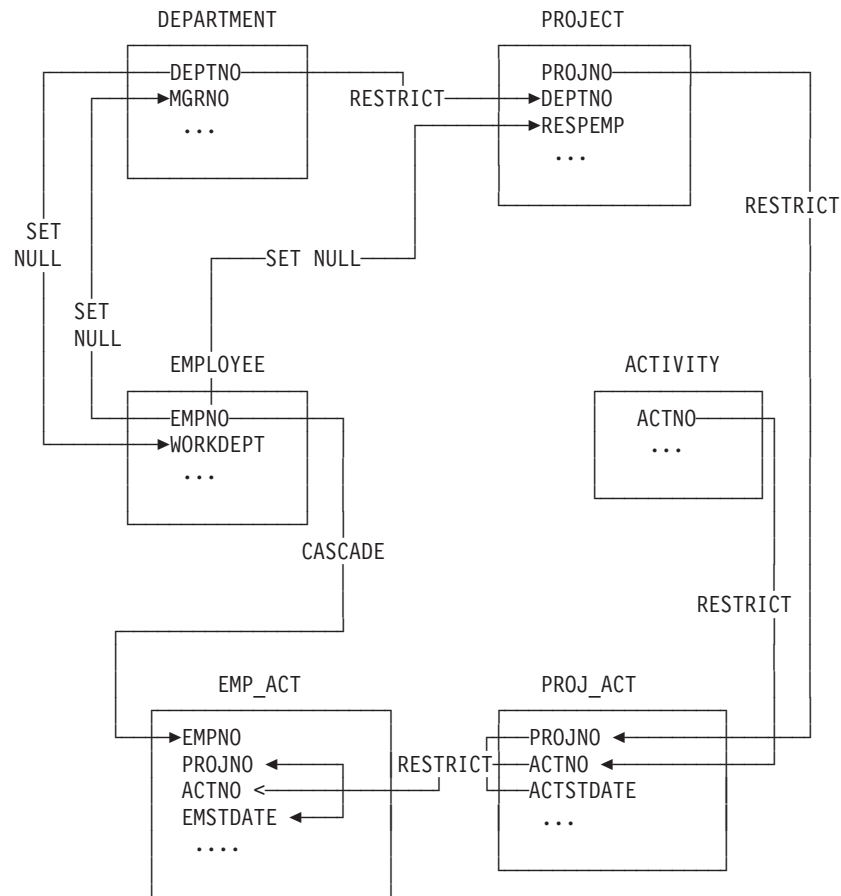 DEPARTMENT PROJECT
DEPTNO PROJNO
MGRNO RESTRICT DEPTNO
... RESPEMP
...
RESTRICT
SET
NULL
SET NULL
SET
NULL
EMPLOYEE ACTIVITY
EMPNO ACTNO
WORKDEPT ...
...
CASCADE
RESTRICT
EMP_ACT PROJ_ACT
EMPNO PROJNO
PROJNO RESTRICT ACTNO
ACTNO < ACTSTDATE
EMSTDATE ...
....